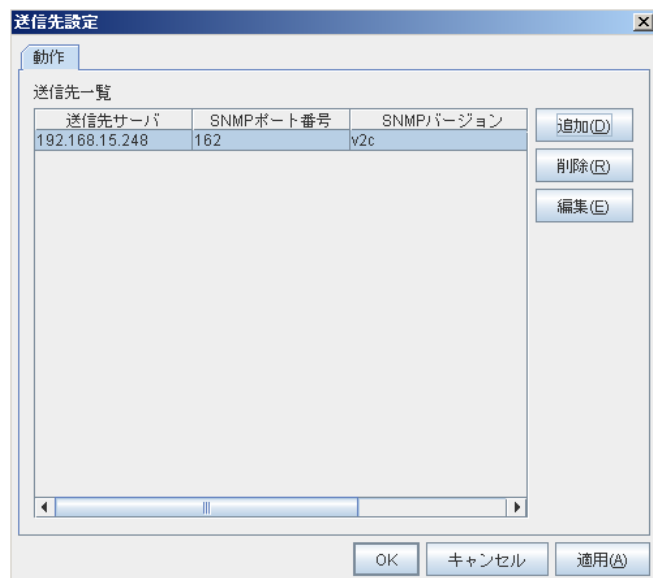 送信先設定
動作
送信先一覧
送信先サーバ SNMPポート番号 SNMPバージョン
192.168.15.248 162 v2c
追加(D)
削除(R)
編集(E)
OK キャンセル 適用(A)